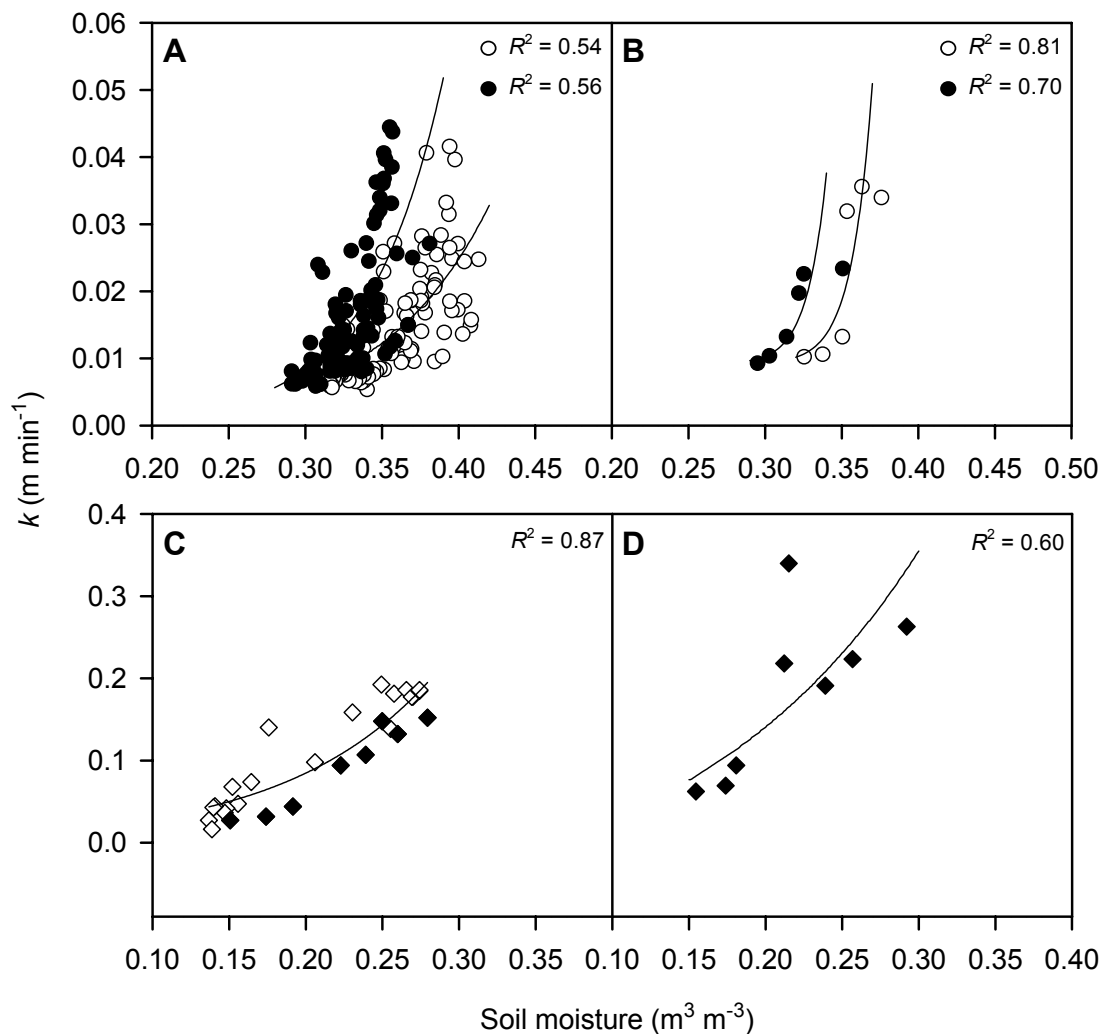 0.06
0.05
0.04
0.03
0.02
0.01
0.00
A
R² = 0.54
R² = 0.56
B
R² = 0.81
R² = 0.70
0.20 0.25 0.30 0.35 0.40 0.45 0.20 0.30 0.35 0.40 0.45 0.50
k (m min⁻¹)
0.4
0.3
0.2
0.1
0.0
C
R² = 0.87
D
R² = 0.60
0.10 0.15 0.20 0.25 0.30 0.35 0.10 0.15 0.20 0.25 0.30 0.35 0.40
Soil moisture (m³ m⁻³)